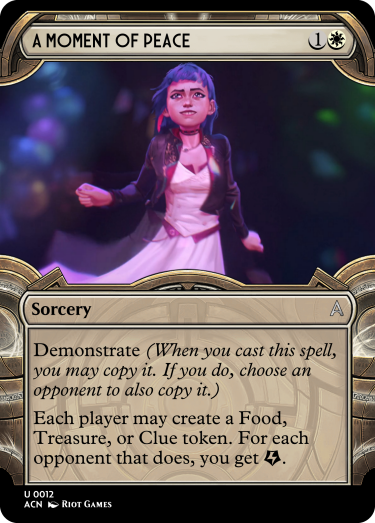 A MOMENT OF PEACE 1
Sorcery
Demonstrate (When you cast this spell,
you may copy it. If you do, choose an
opponent to also copy it.)
Each player may create a Food,
Treasure, or Clue token. For each
opponent that does, you get .
U 0012
ACN Riot Games